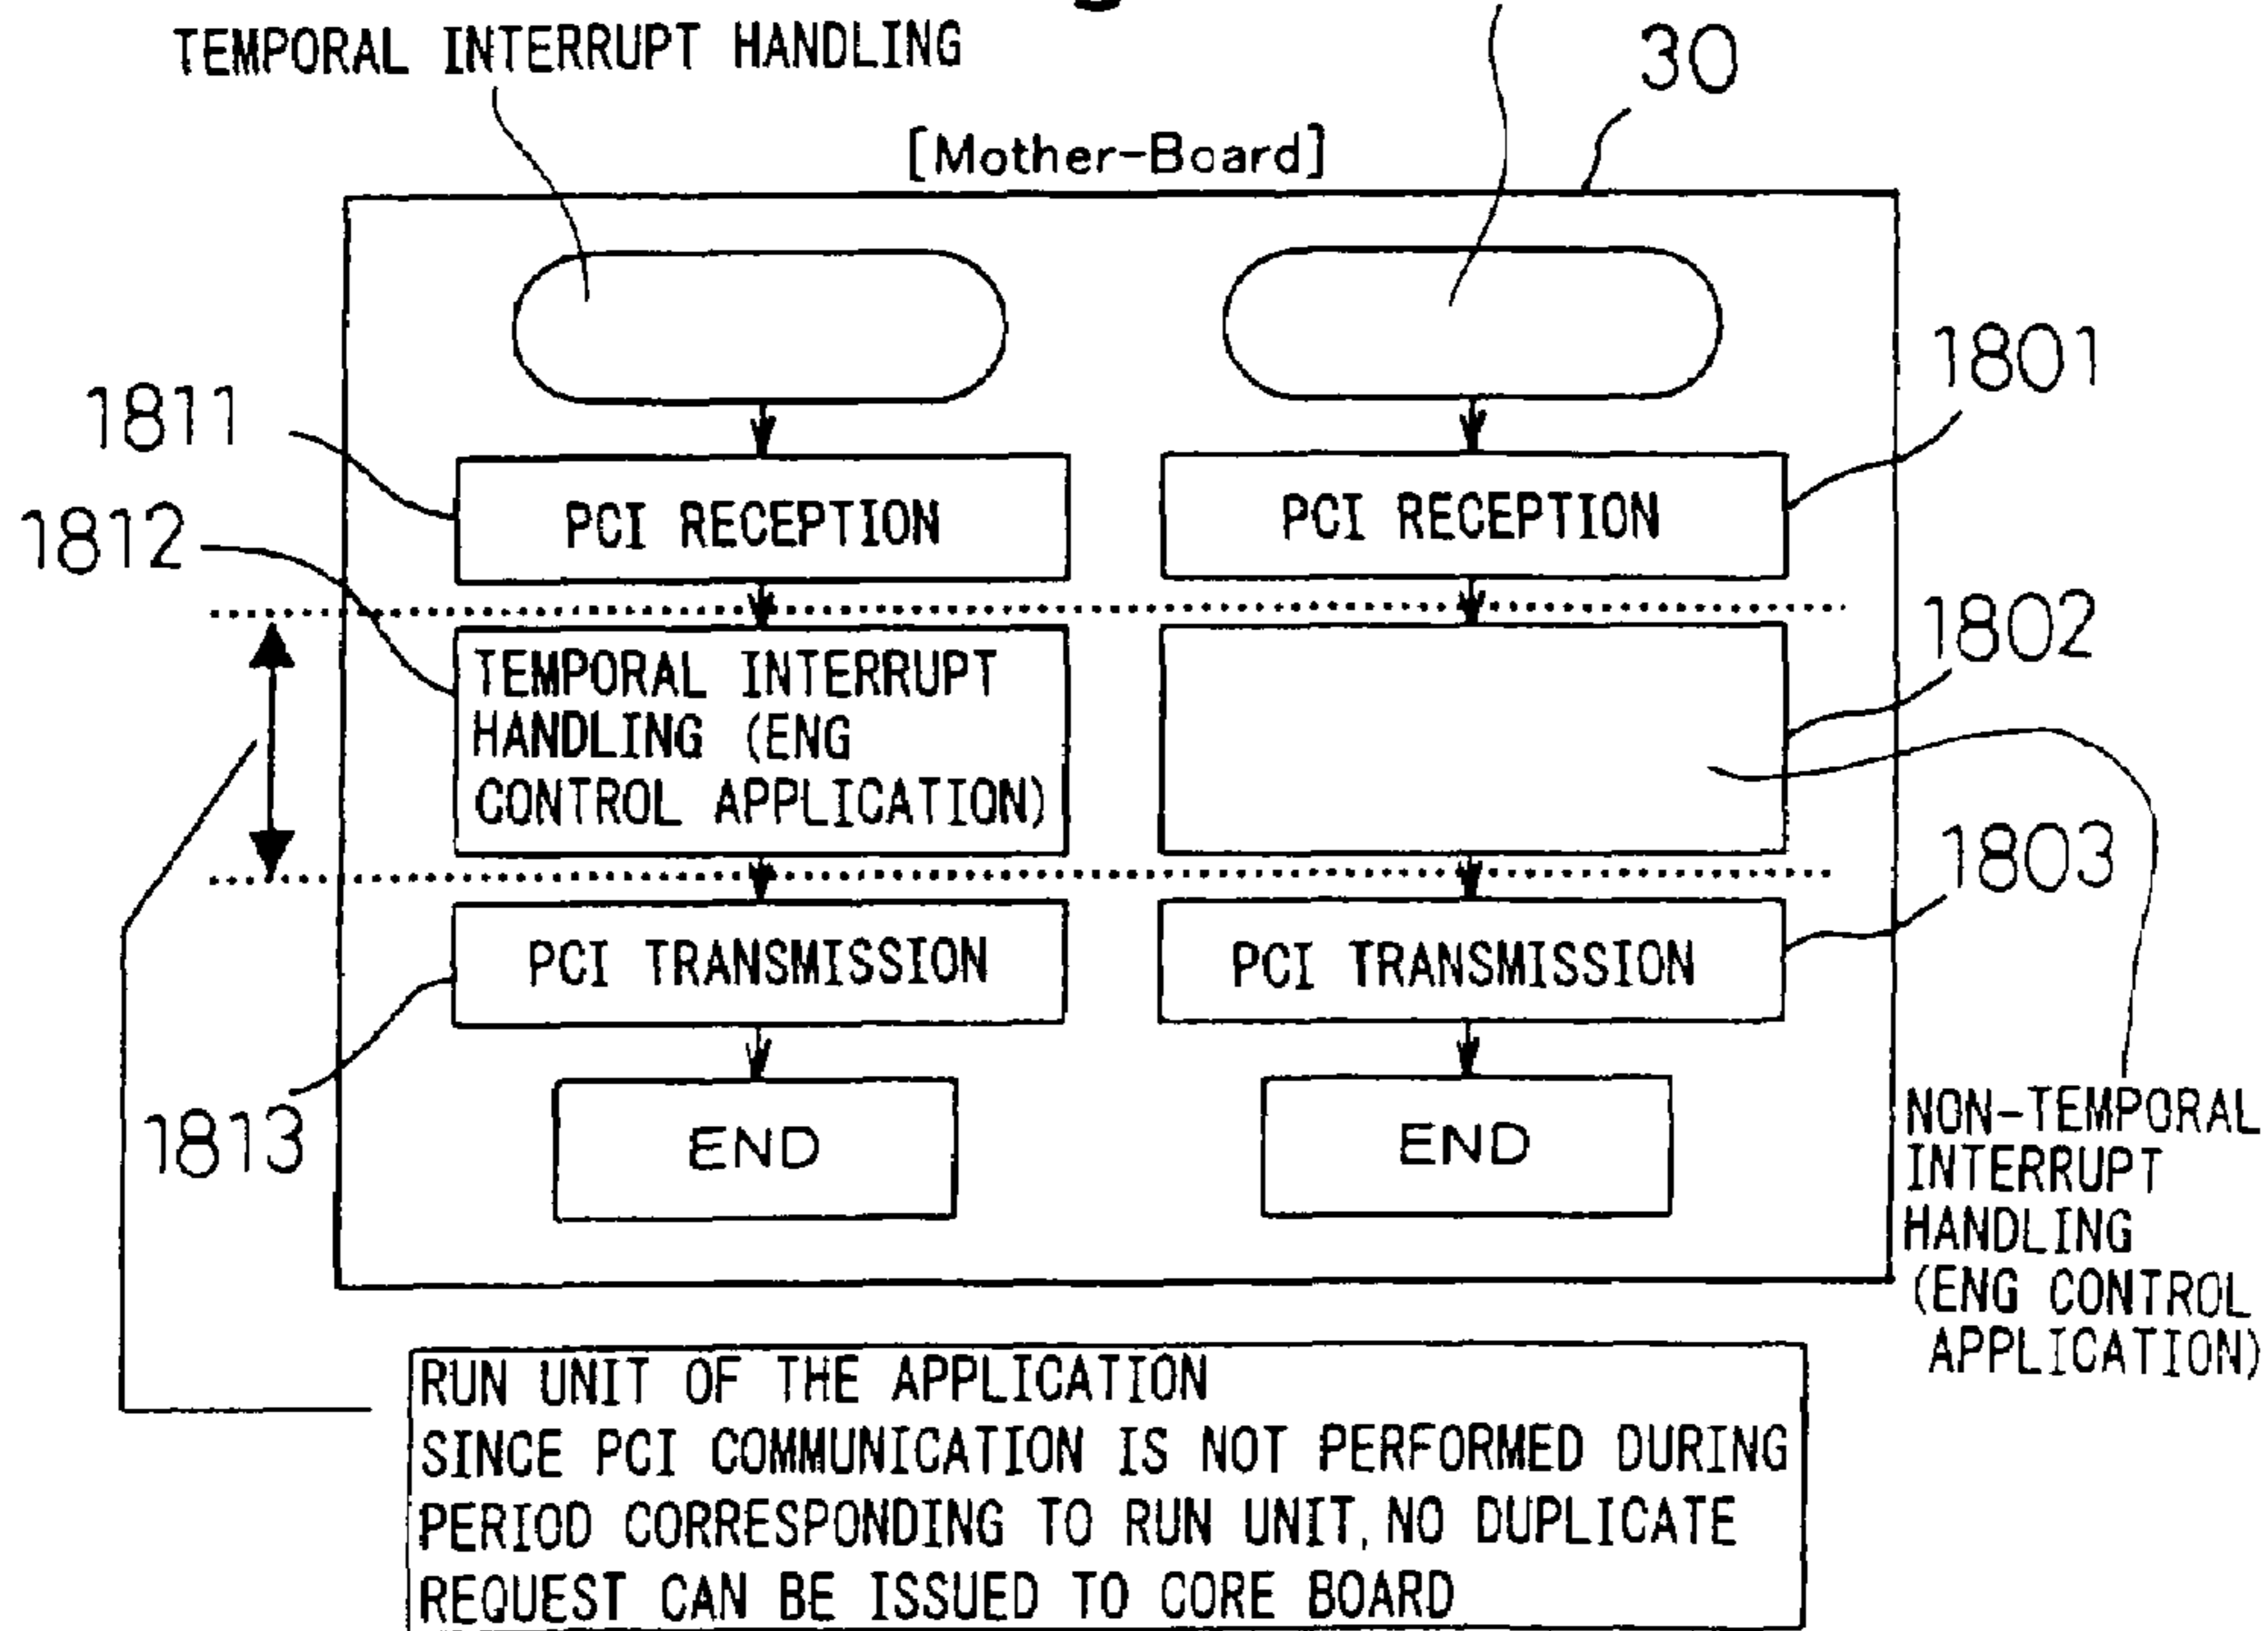 TEMPORAL INTERRUPT HANDLING
30
[Mother-Board]
1801
1811
PCI RECEPTION
PCI RECEPTION
1812
1802
TEMPORAL INTERRUPT
HANDLING (ENG
CONTROL APPLICATION)
1803
PCI TRANSMISSION
PCI TRANSMISSION
1813
END
END
NON-TEMPORAL
INTERRUPT
HANDLING
(ENG CONTROL
APPLICATION)
RUN UNIT OF THE APPLICATION
SINCE PCI COMMUNICATION IS NOT PERFORMED DURING
PERIOD CORRESPONDING TO RUN UNIT, NO DUPLICATE
REQUEST CAN BE ISSUED TO CORE BOARD